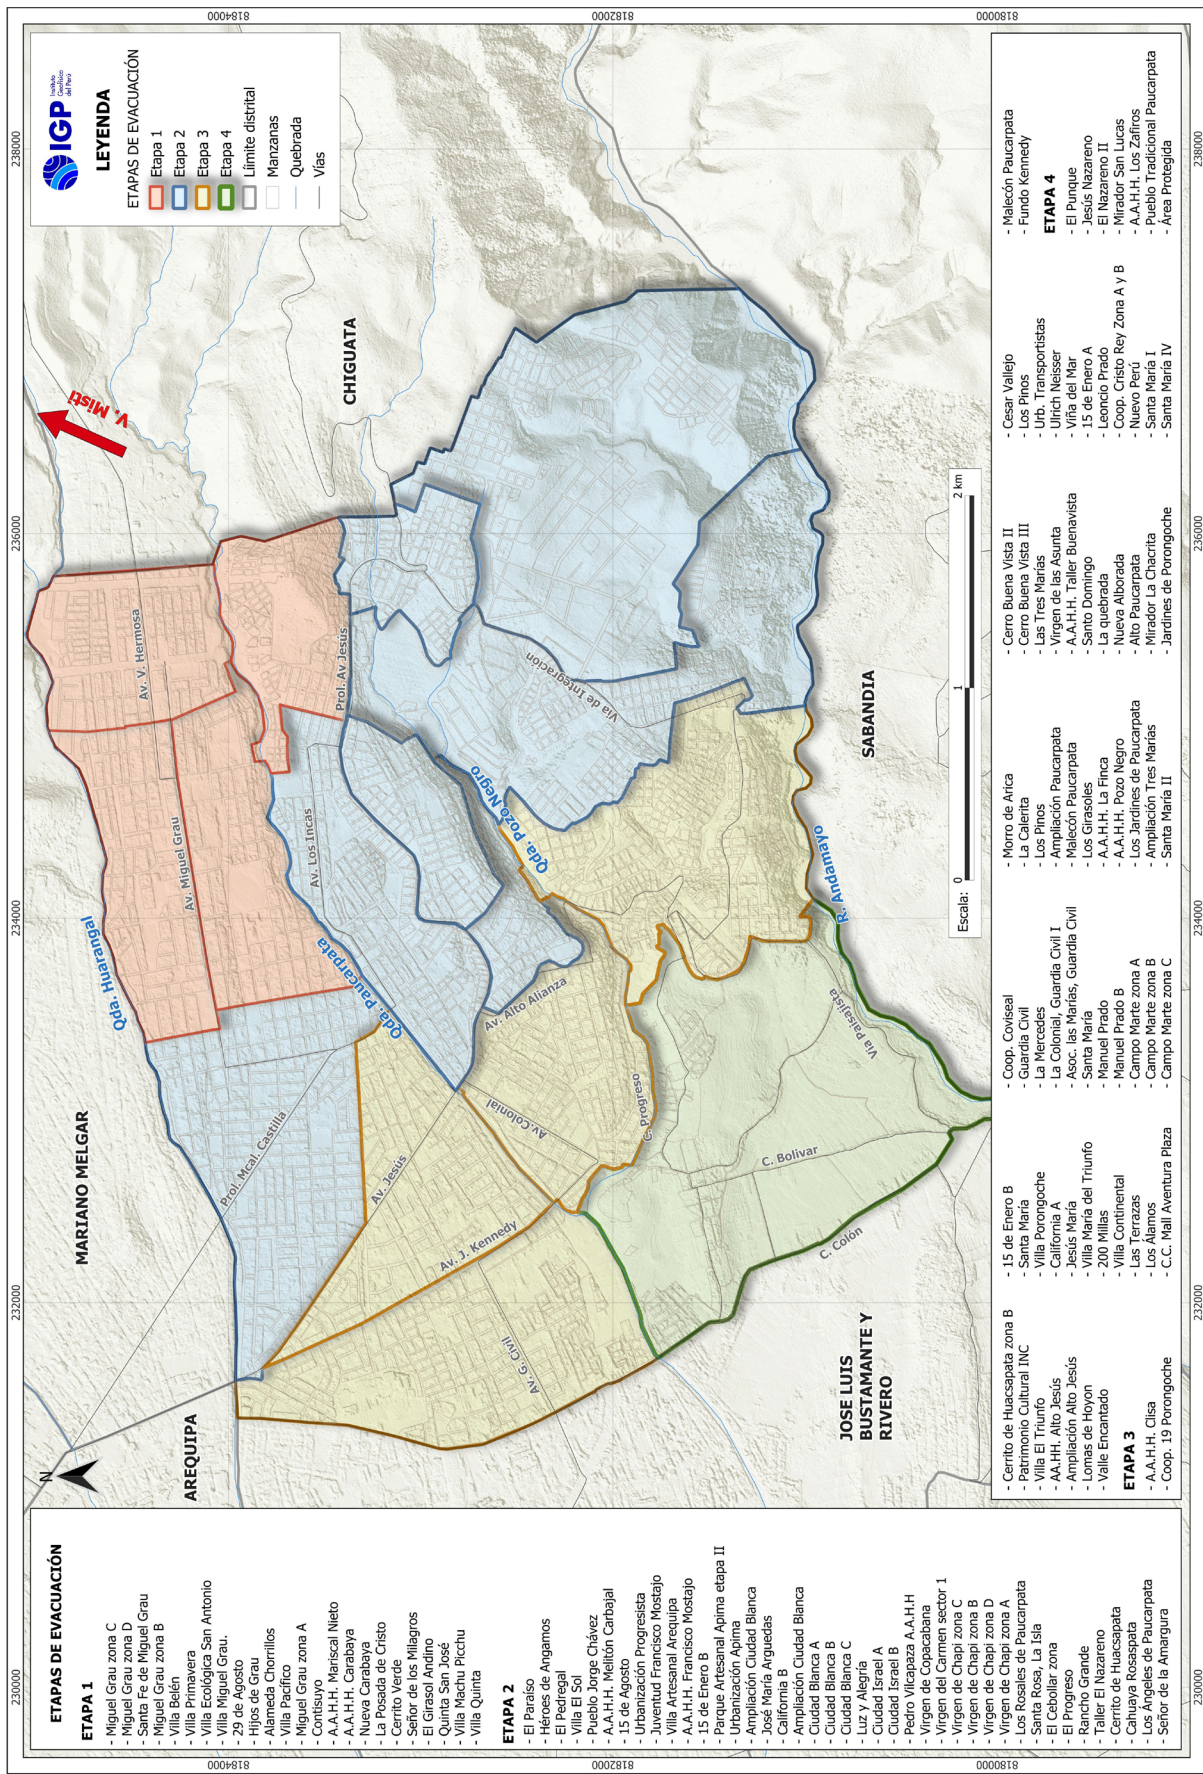 ETAPAS DE EVACUACIÓN
ETAPA 1
- Miguel Grau zona C
- Miguel Grau zona D
- Santa Fe de Miguel Grau
- Miguel Grau zona B
- Villa Belén
- Villa Primavera
- Villa Ecológica San Antonio
- Villa Miguel Grau.
- 29 de Agosto
- Hijos de Grau
- Alameda Chorrillos
- Villa Pacífico
- Miguel Grau zona A
- Contisuyo
- A.A.H.H. Mariscal Nieto
- A.A.H.H. Carabaya
- Nueva Carabaya
- La Posada de Cristo
- Cerrito Verde
- Señor de los Milagros
- El Girasol Andino
- Quinta San José
- Villa Machu Picchu
- Villa Quinta
ETAPA 2
- El Paraíso
- Héroes de Angamos
- El Pedregal
- Villa El Sol
- Pueblo Jorge Chávez
- A.A.H.H. Melitón Carbajal
- 15 de Agosto
- Urbanización Progresista
- Juventud Francisco Mostajo
- Villa Artesanal Arequipa
- A.A.H.H. Francisco Mostajo
- 15 de Enero B
- Parque Artesanal Apima etapa II
- Urbanización Apima
- Ampliación Ciudad Blanca
- José María Arguedas
- California B
- Ampliación Ciudad Blanca
- Ciudad Blanca A
- Ciudad Blanca B
- Ciudad Blanca C
- Luz y Alegría
- Ciudad Israel A
- Ciudad Israel B
- Pedro Vilcapaza A.A.H.H
- Virgen de Copacabana
- Virgen del Carmen sector 1
- Virgen de Chapi zona C
- Virgen de Chapi zona B
- Virgen de Chapi zona D
- Virgen de Chapi zona A
- Los Rosales de Paucarpata
- Santa Rosa, La Isla
- El Cebollar zona
- El Progreso
- Rancho Grande
- Taller El Nazareno
- Cerrito de Huacsapata
- Cahuaya Rosaspata
- Los Ángeles de Paucarpata
- Señor de la Amargura
- Cerrito de Huacsapata zona B
- Patrimonio Cultural INC
- Villa El Triunfo
- AA.HH. Alto Jesús
- Ampliación Alto Jesús
- Lomas de Hoyon
- Valle Encantado
ETAPA 3
- A.A.H.H. Clisa
- Coop. 19 Porongoche
- 15 de Enero B
- Santa María
- Villa Porongoche
- California A
- Jesús María
- Villa María del Triunfo
- 200 Millas
- Villa Continental
- Las Terrazas
- Los Álamos
- C.C. Mall Aventura Plaza
- Coop. Coviseal
- Guardia Civil
- La Mercedes
- La Colonial, Guardia Civil I
- Asoc. las Marías, Guardia Civil
- Santa María
- Manuel Prado
- Manuel Prado B
- Campo Marte zona A
- Campo Marte zona B
- Campo Marte zona C
- Morro de Arica
- La Calerita
- Los Pinos
- Ampliación Paucarpata
- Malecón Paucarpata
- Los Girasoles
- A.A.H.H. La Finca
- A.A.H.H. Pozo Negro
- Los Jardines de Paucarpata
- Ampliación Tres Marías
- Santa María II
- Cerro Buena Vista II
- Cerro Buena Vista III
- Las Tres Marías
- Virgen de las Asunta
- A.A.H.H. Taller Buenavista
- Santo Domingo
- La quebrada
- Nueva Alborada
- Alto Paucarpata
- Mirador La Chacrita
- Jardines de Porongoche
- Cesar Vallejo
- Los Pinos
- Urb. Transportistas
- Ulrich Neisser
- Viña del Mar
- 15 de Enero A
- Leoncio Prado
- Coop. Cristo Rey Zona A y B
- Nuevo Perú
- Santa María I
- Santa María IV
- Malecón Paucarpata
- Fundo Kennedy
ETAPA 4
- El Punque
- Jesús Nazareno
- El Nazareno II
- Mirador San Lucas
- A.A.H.H. Los Zafiros
- Pueblo Tradicional Paucarpata
- Área Protegida
IGP
Instituto
Geofísico
del Perú
LEYENDA
ETAPAS DE EVACUACIÓN
Etapa 1
Etapa 2
Etapa 3
Etapa 4
Límite distrital
Manzanas
Quebrada
Vías
N
AREQUIPA
MARIANO MELGAR
CHIGUATA
SABANDIA
JOSE LUIS
BUSTAMANTE Y
RIVERO
V. Misti
Qda. Huarangal
Qda. Paucarpata
Qda. Pozo Negro
R. Andamayo
Av. V. Hermosa
Av. Miguel Grau
Prol. Av Jesús
Av. Los Incas
Prol. Mcal. Castilla
Av. Jesús
Av. Alto Alianza
Av.Colonial
Av. J. Kennedy
Av. G. Civil
C. Progreso
C. Bolivar
C. Colón
Vía Paisajista
Via de Integración
Escala:
0
1
2 km
230000
232000
234000
236000
238000
230000
232000
234000
236000
238000
8184000
8182000
8180000
8184000
8182000
8180000